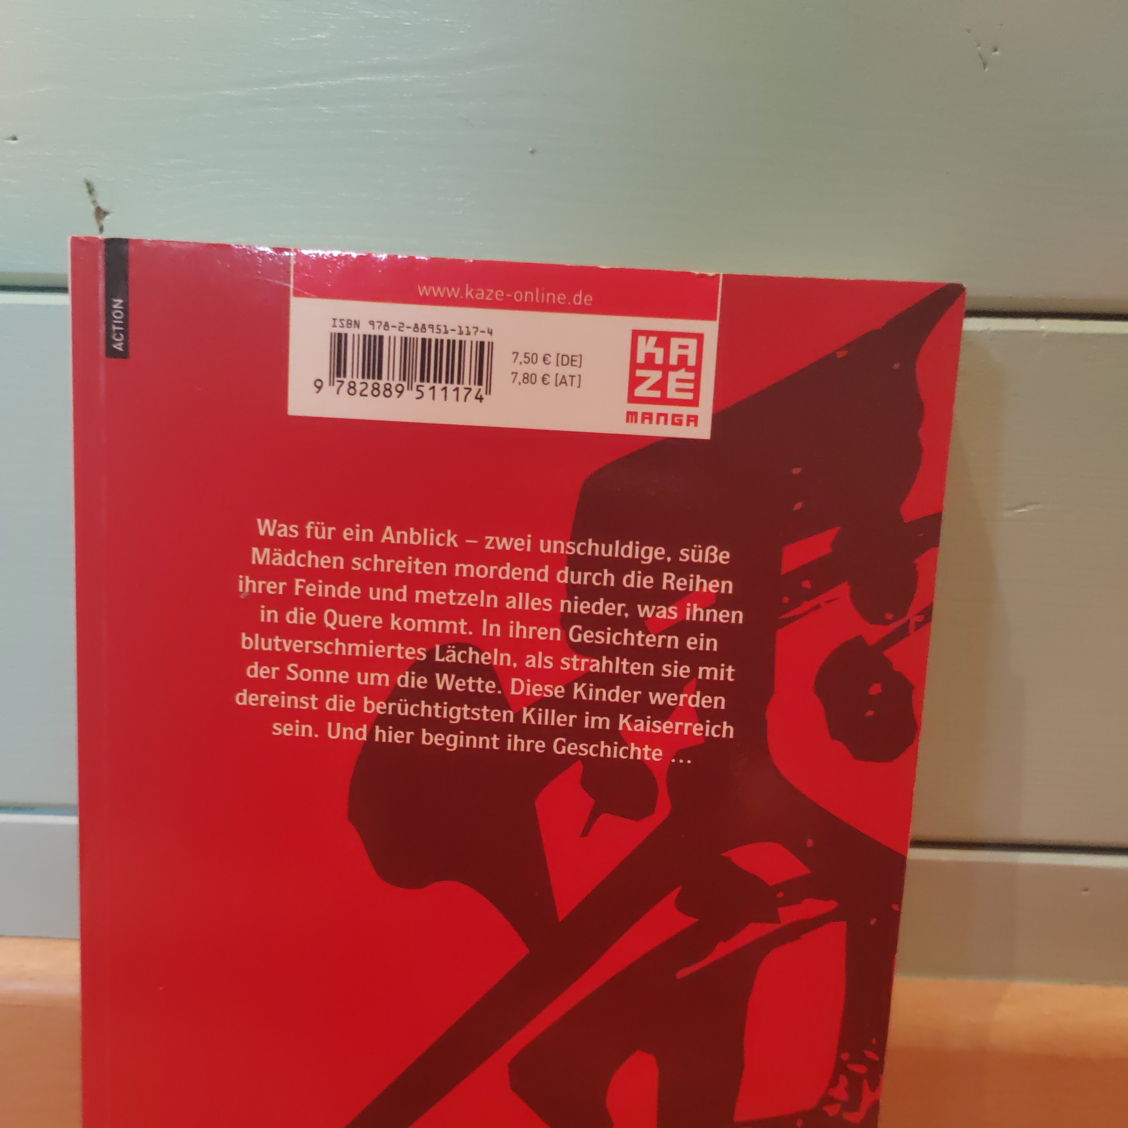 ACTION
www.kaze-online.de
ISBN 978-2-88951-117-4
9 782889 511174
7,50 € [DE]
7,80 € [AT]
KA
ZÉ
MANGA
Was für ein Anblick – zwei unschuldige, süße
Mädchen schreiten mordend durch die Reihen
ihrer Feinde und metzeln alles nieder, was ihnen
in die Quere kommt. In ihren Gesichtern ein
blutverschmiertes Lächeln, als strahlten sie mit
der Sonne um die Wette. Diese Kinder werden
dereinst die berüchtigtsten Killer im Kaiserreich
sein. Und hier beginnt ihre Geschichte ...